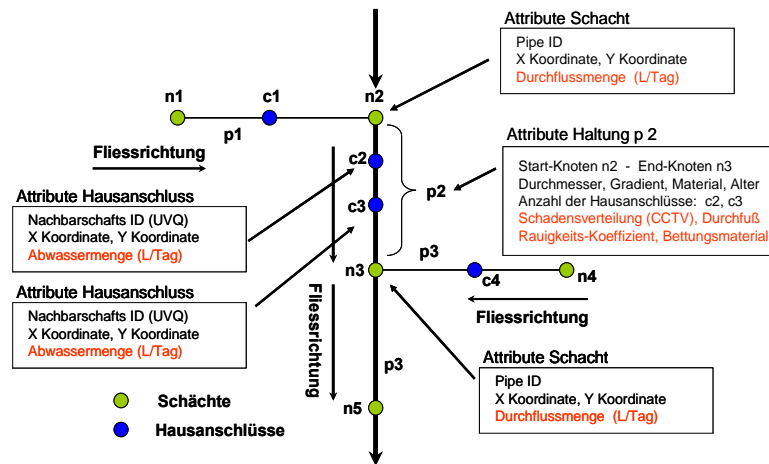 Attribute Schacht
Pipe ID
X Koordinate, Y Koordinate
Durchflussmenge (L/Tag)
n1
c1
n2
p1
Fliessrichtung
c2
c3
p2
Attribute Haltung p 2
Start-Knoten n2 - End-Knoten n3
Durchmesser, Gradient, Material, Alter
Anzahl der Hausanschlüsse: c2, c3
Schadensverteilung (CCTV), Durchfuß
Rauigkeits-Koeffizient, Bettungsmaterial
Attribute Hausanschluss
Nachbarschafts ID (UVQ)
X Koordinate, Y Koordinate
Abwassermenge (L/Tag)
n3
p3
c4
n4
Fliessrichtung
Attribute Hausanschluss
Nachbarschafts ID (UVQ)
X Koordinate, Y Koordinate
Abwassermenge (L/Tag)
Fliessrichtung
p3
n5
Attribute Schacht
Pipe ID
X Koordinate, Y Koordinate
Durchflussmenge (L/Tag)
Schächte
Hausanschlüsse